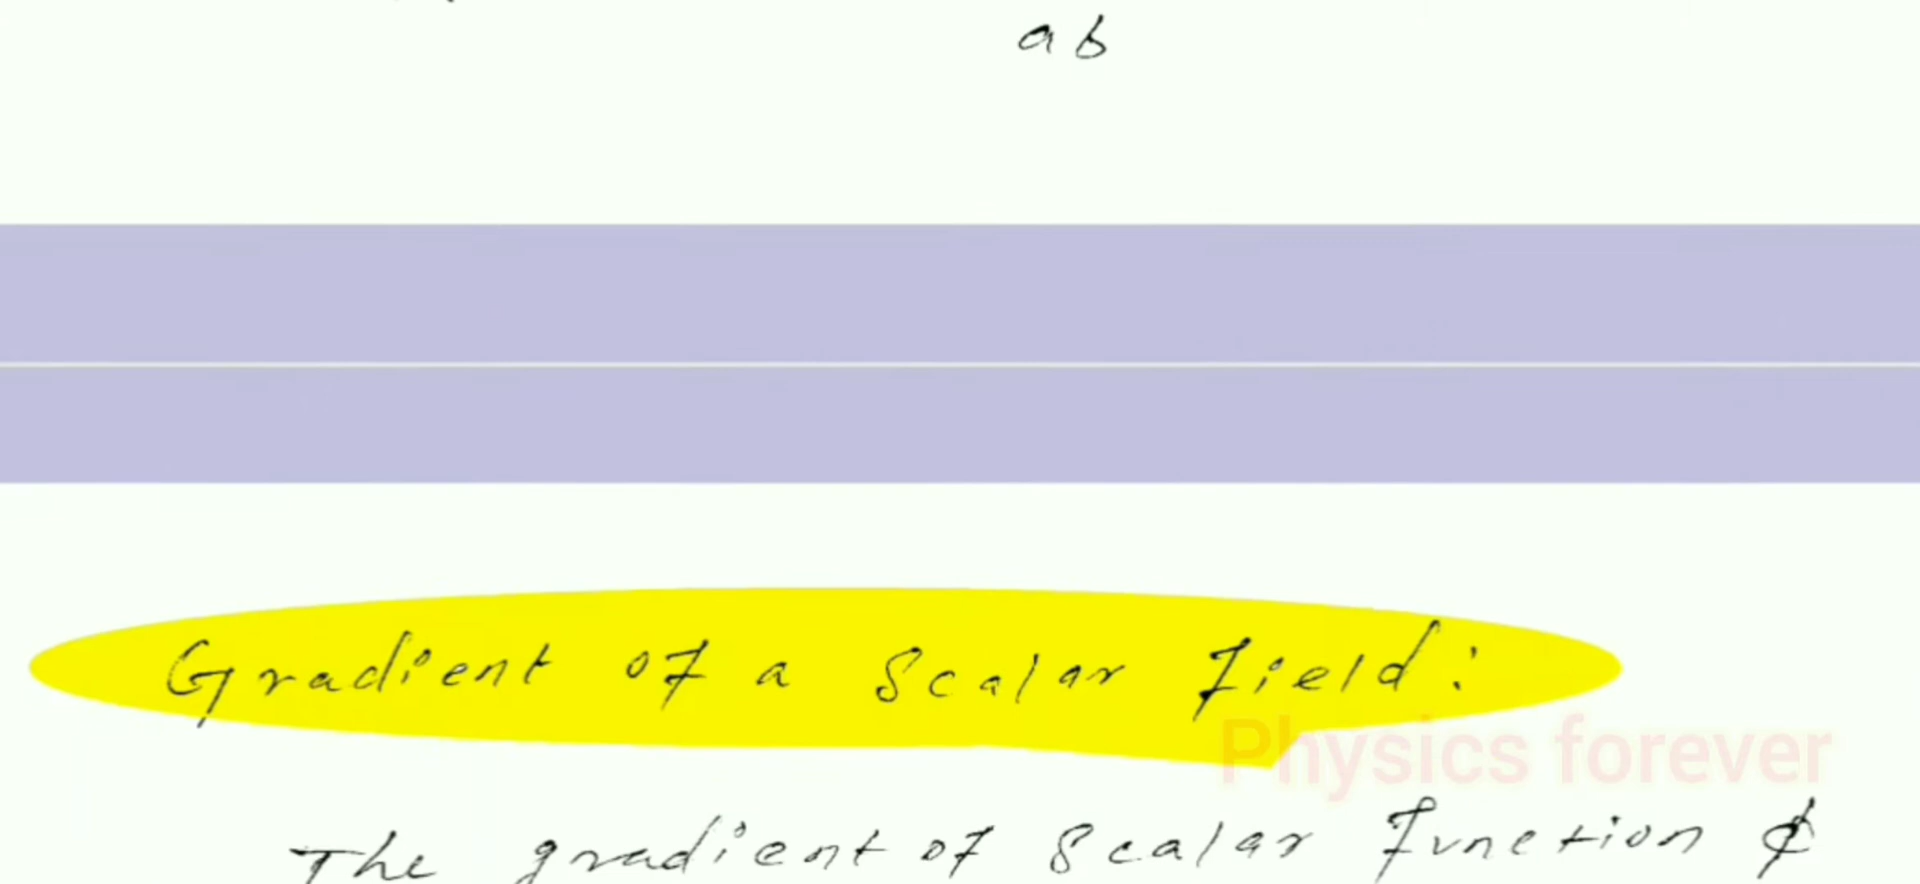 ab
Gradient of a Scalar Field:
Physics forever
The gradient of Scalar Function ϕ